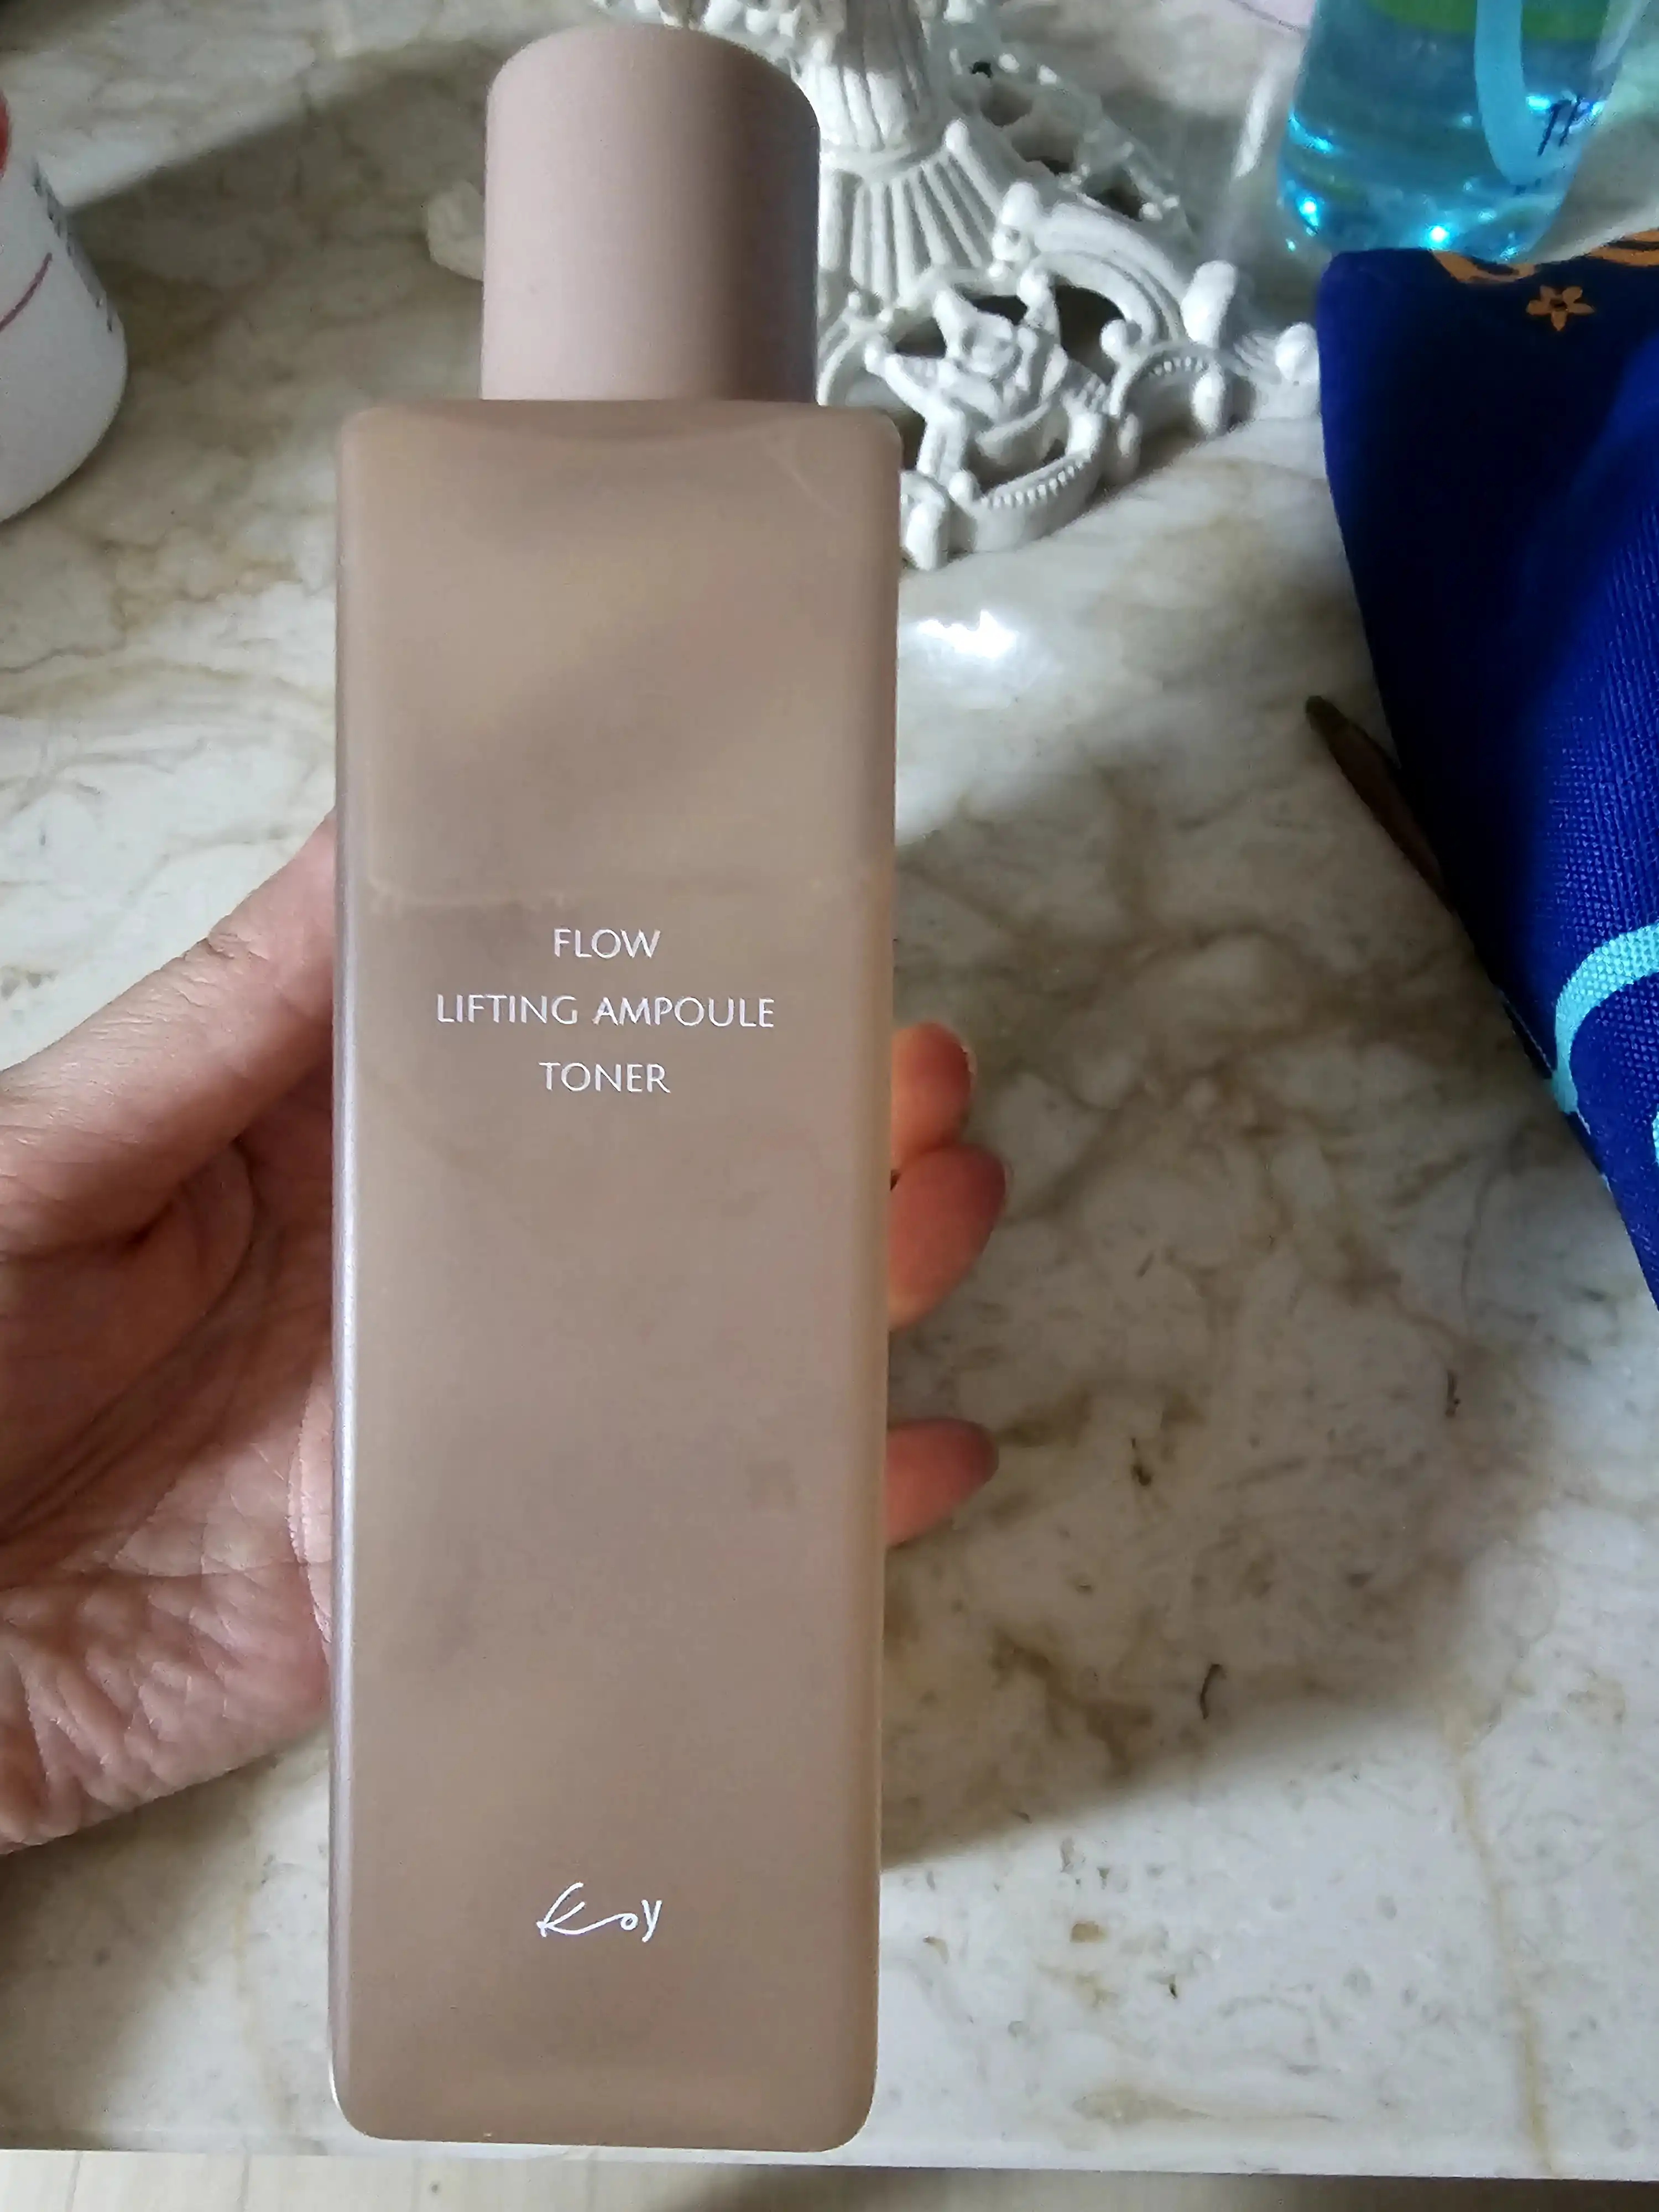 FLOW
LIFTING AMPOULE
TONER
Koy